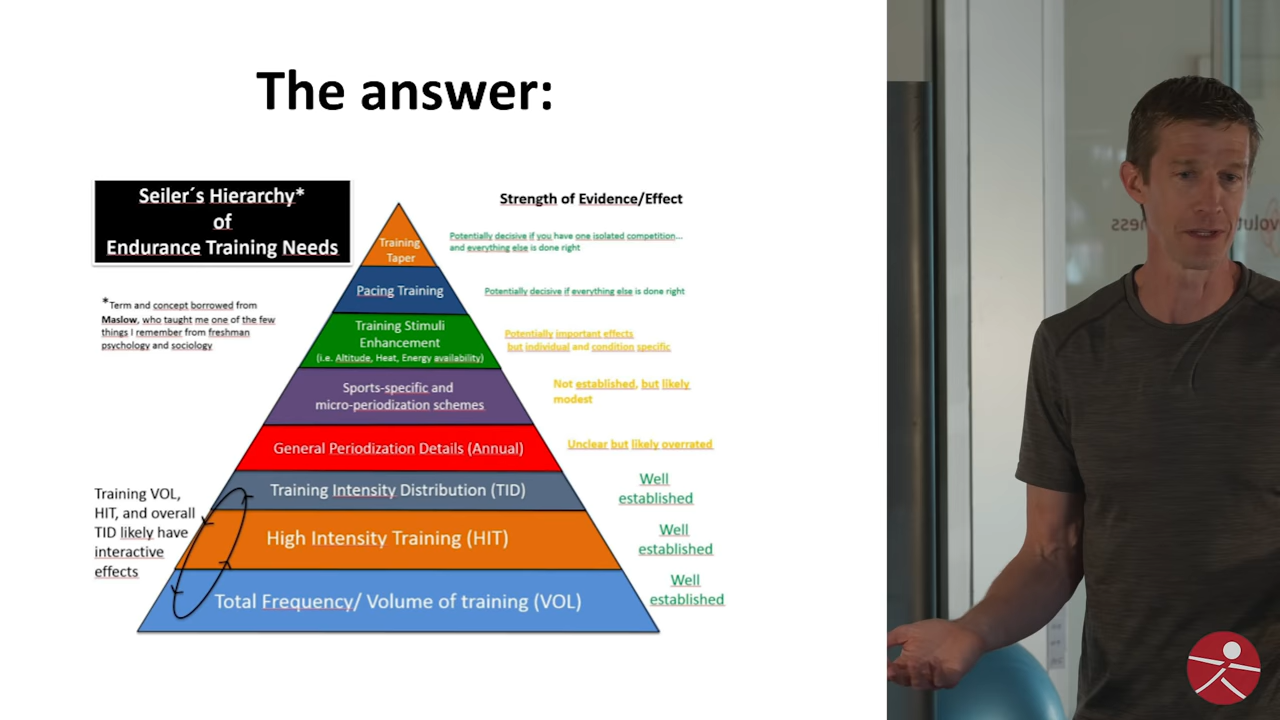 The answer:
Seiler´s Hierarchy*
of
Endurance Training Needs
*Term and concept borrowed from
Maslow, who taught me one of the few
things I remember from freshman
psychology and sociology
Training VOL,
HIT, and overall
TID likely have
interactive
effects
Training
Taper
Pacing Training
Training Stimuli
Enhancement
(i.e. Altitude, Heat, Energy availability)
Sports-specific and
micro-periodization schemes
General Periodization Details (Annual)
Training Intensity Distribution (TID)
High Intensity Training (HIT)
Total Frequency/ Volume of training (VOL)
Strength of Evidence/Effect
Potentially decisive if you have one isolated competition...
and everything else is done right
Potentially decisive if everything else is done right
Potentially important effects
but individual and condition specific
Not established, but likely
modest
Unclear but likely overrated
Well
established
Well
established
Well
established